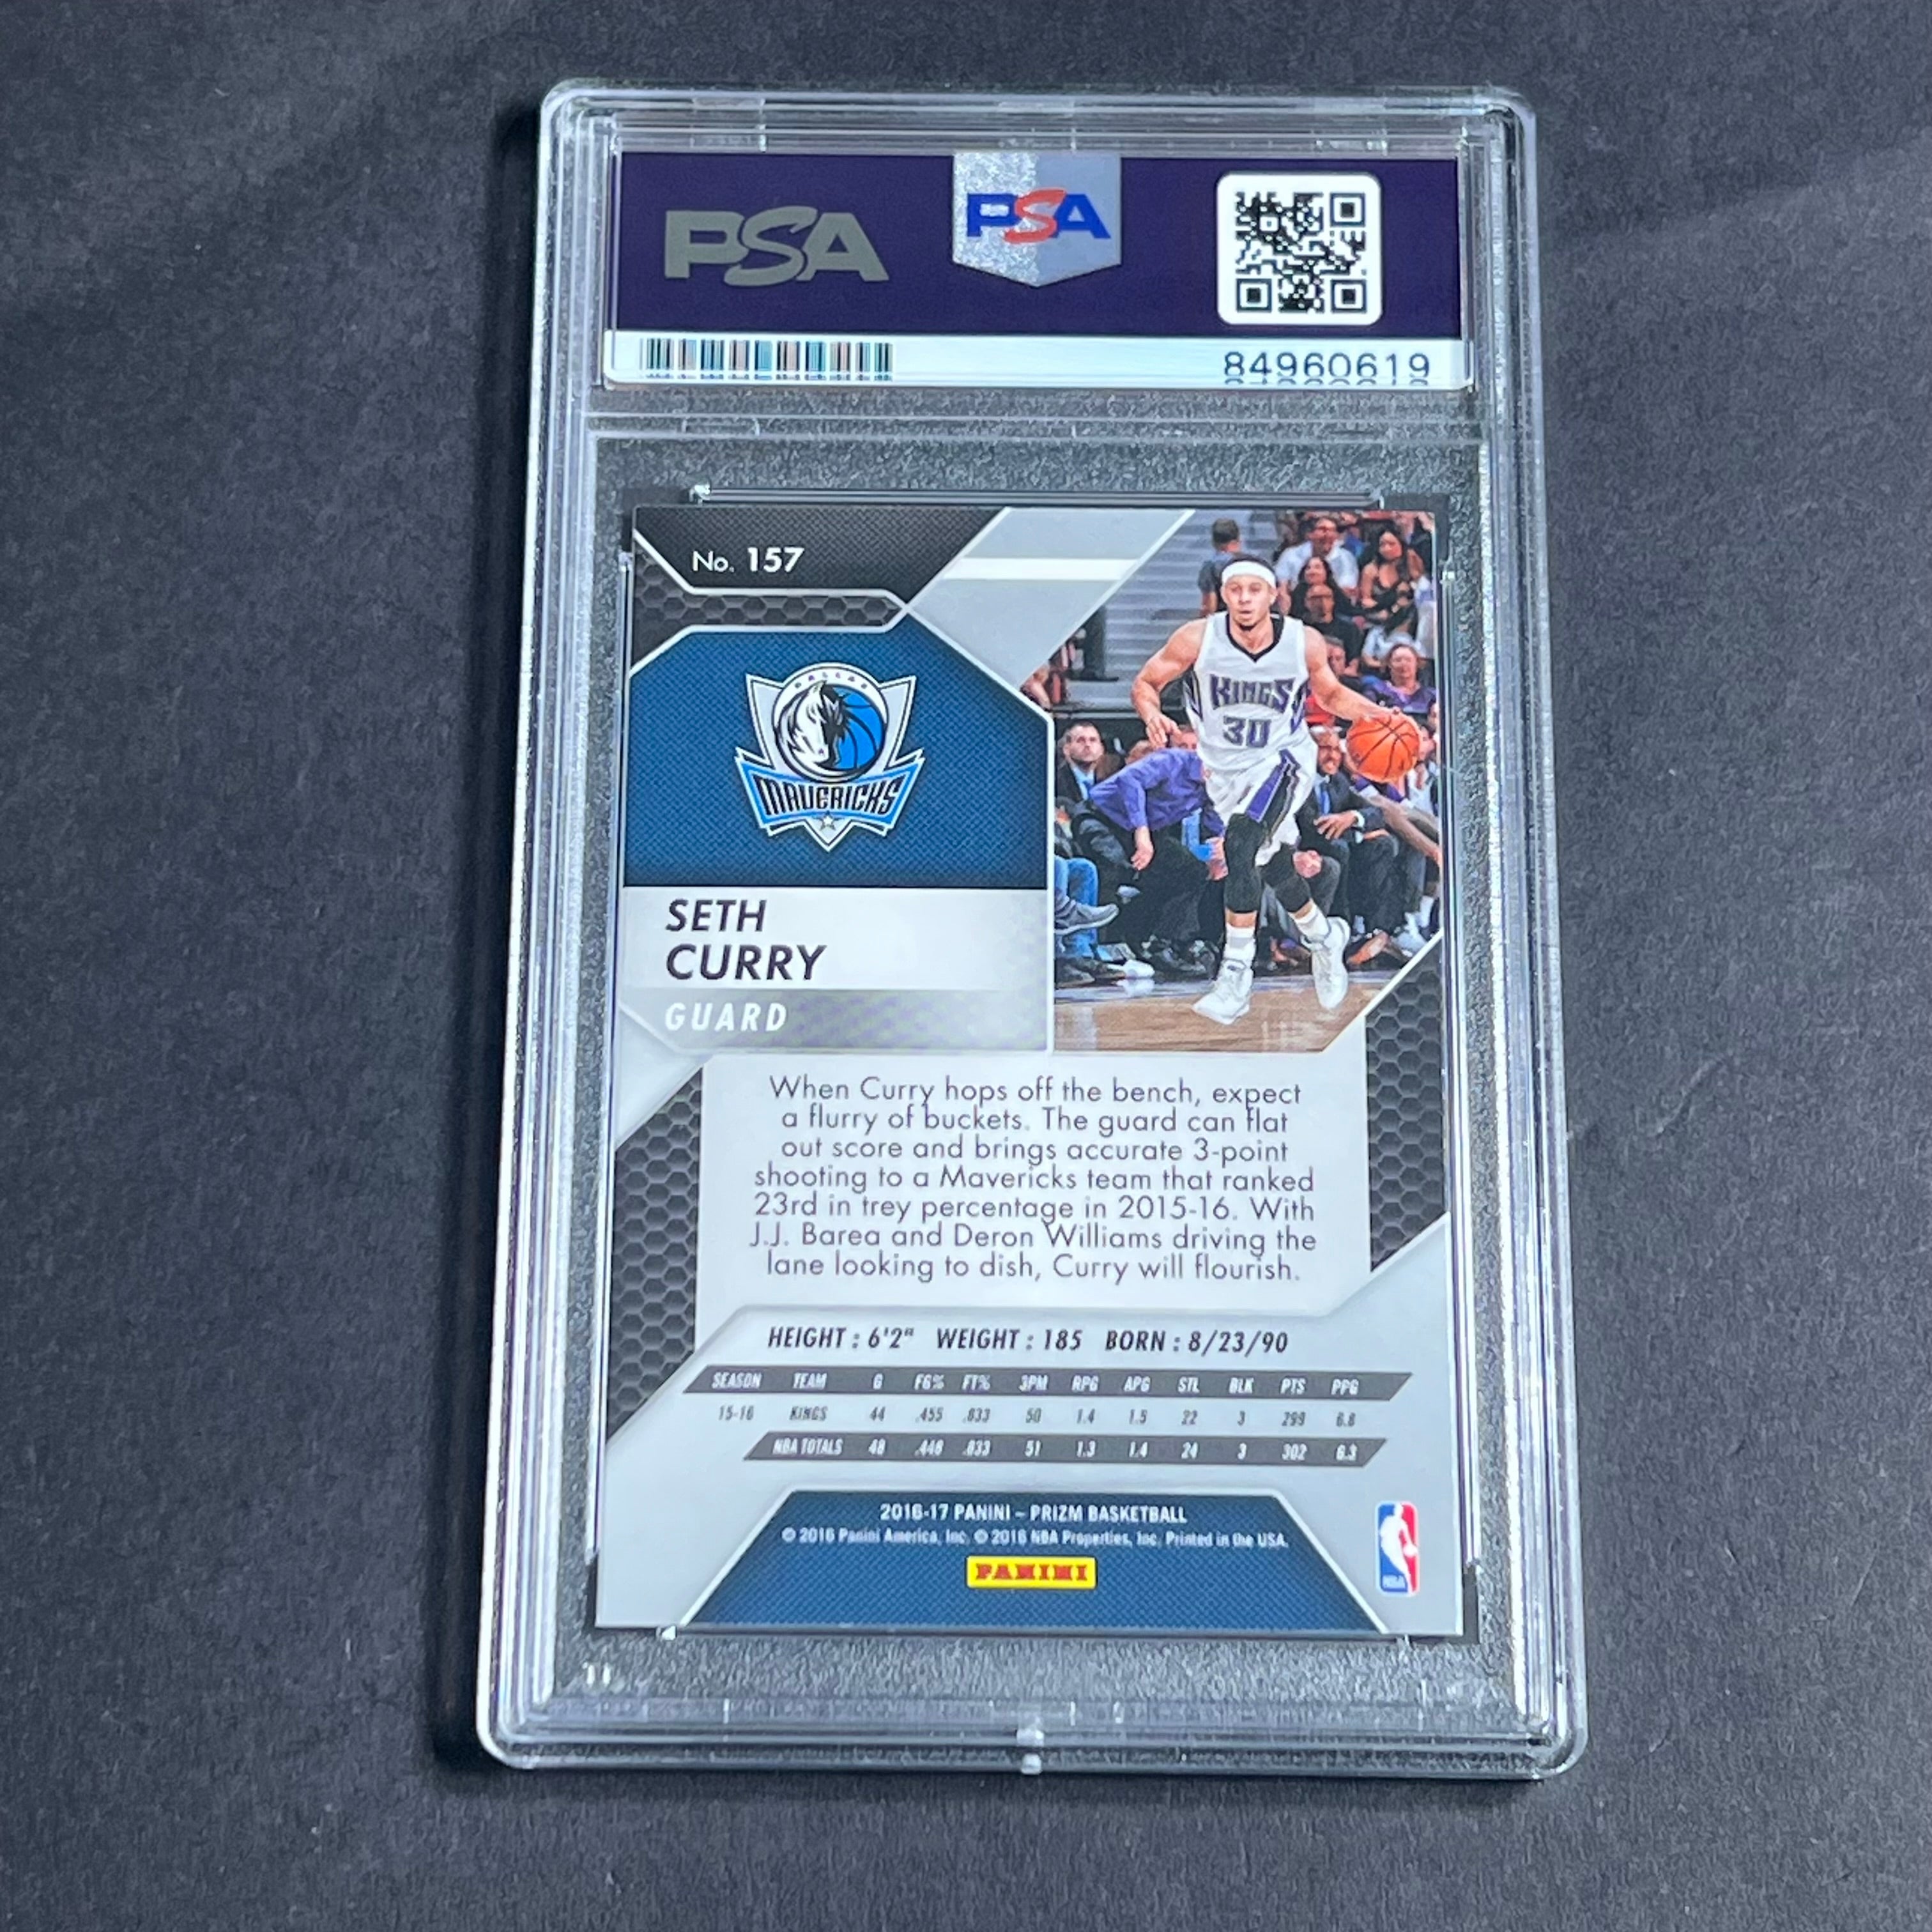 PSA
PSA
84960619
No. 157
DALLAS
MAVERICKS
KINGS
30
SETH
CURRY
GUARD
When Curry hops off the bench, expect
a flurry of buckets. The guard can flat
out score and brings accurate 3-point
shooting to a Mavericks team that ranked
23rd in trey percentage in 2015-16. With
J.J. Barea and Deron Williams driving the
lane looking to dish, Curry will flourish.
HEIGHT : 6'2" WEIGHT : 185 BORN : 8/23/90
SEASON TEAM G FG% FT% 3PM RPG APG STL BLK PTS PPG
15-16 KINGS 44 .455 .833 50 1.4 1.5 22 3 299 6.8
NBA TOTALS 48 .446 .833 51 1.3 1.4 24 3 302 6.3
2016-17 PANINI – PRIZM BASKETBALL
© 2016 Panini America, Inc. © 2016 NBA Properties, Inc. Printed in the USA.
PANINI
NBA